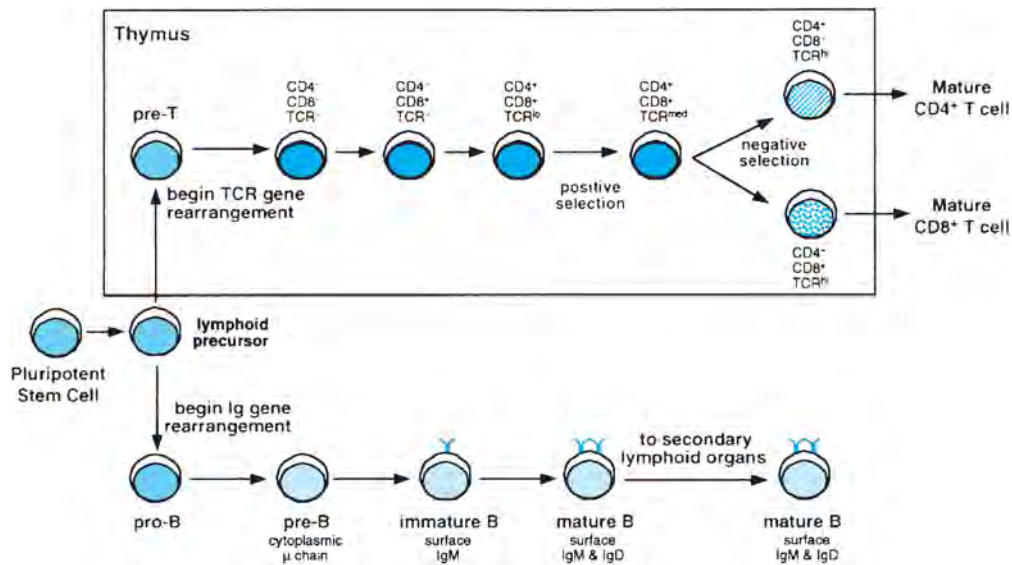 Thymus
pre-T
begin TCR gene
rearrangement
CD4⁻
CD8⁻
TCR⁻
CD4⁻
CD8⁺
TCR⁻
CD4⁺
CD8⁺
TCRˡᵒ
positive
selection
CD4⁺
CD8⁺
TCRᵐᵉᵈ
negative
selection
CD4⁺
CD8⁻
TCRʰⁱ
Mature
CD4⁺ T cell
Mature
CD8⁺ T cell
CD4⁻
CD8⁺
TCRʰⁱ
Pluripotent
Stem Cell
lymphoid
precursor
begin Ig gene
rearrangement
to secondary
lymphoid organs
pro-B
pre-B
cytoplasmic
μ chain
immature B
surface
IgM
mature B
surface
IgM & IgD
mature B
surface
IgM & IgD